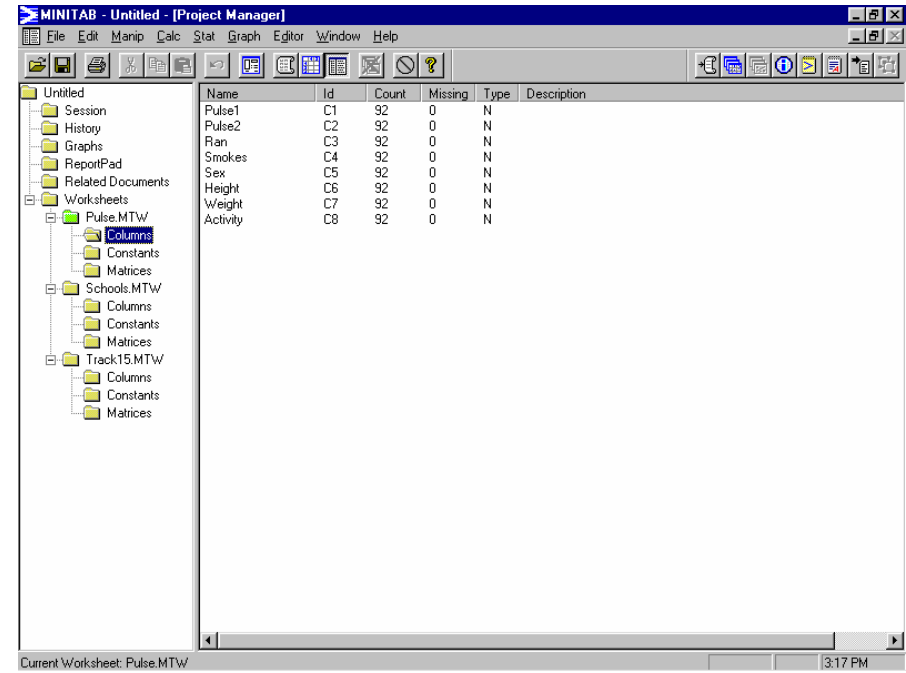 MINITAB - Untitled - [Project Manager]
File Edit Manip Calc Stat Graph Editor Window Help
Untitled
Session
History
Graphs
ReportPad
Related Documents
Worksheets
Pulse.MTW
Columns
Constants
Matrices
Schools.MTW
Columns
Constants
Matrices
Track15.MTW
Columns
Constants
Matrices
Name Id Count Missing Type Description
Pulse1 C1 92 0 N
Pulse2 C2 92 0 N
Ran C3 92 0 N
Smokes C4 92 0 N
Sex C5 92 0 N
Height C6 92 0 N
Weight C7 92 0 N
Activity C8 92 0 N
Current Worksheet: Pulse.MTW 3:17 PM